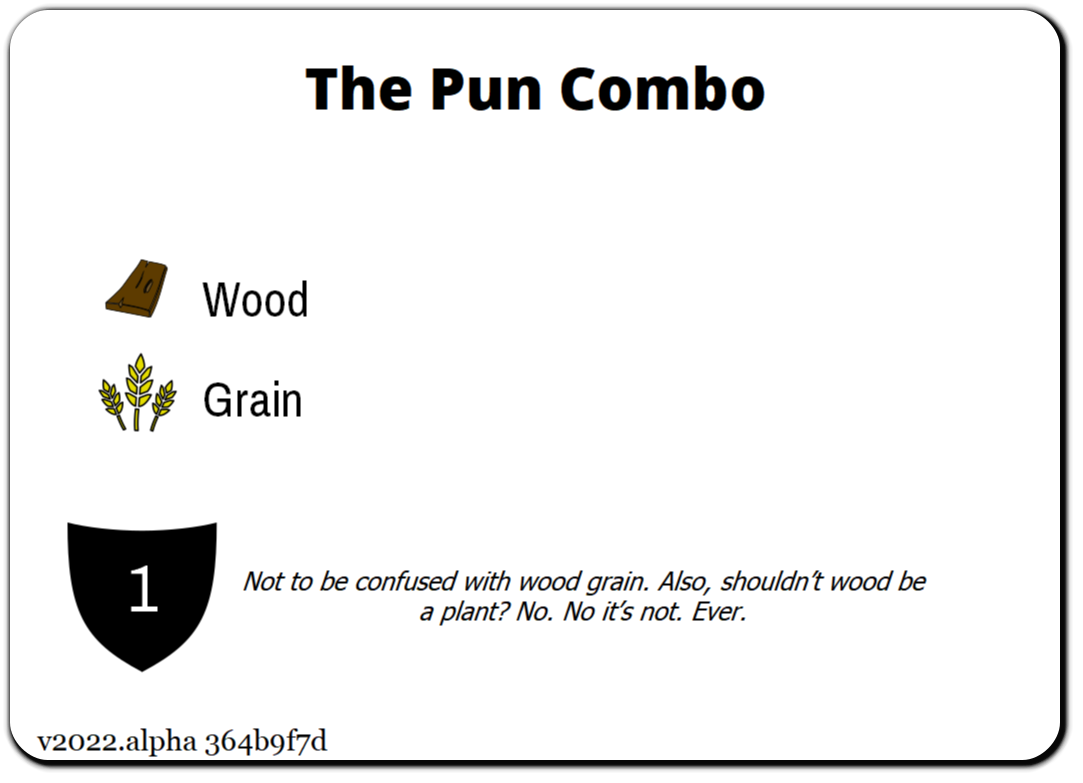 The Pun Combo
Wood
Grain
1
Not to be confused with wood grain. Also, shouldn’t wood be
a plant? No. No it’s not. Ever.
v2022.alpha 364b9f7d